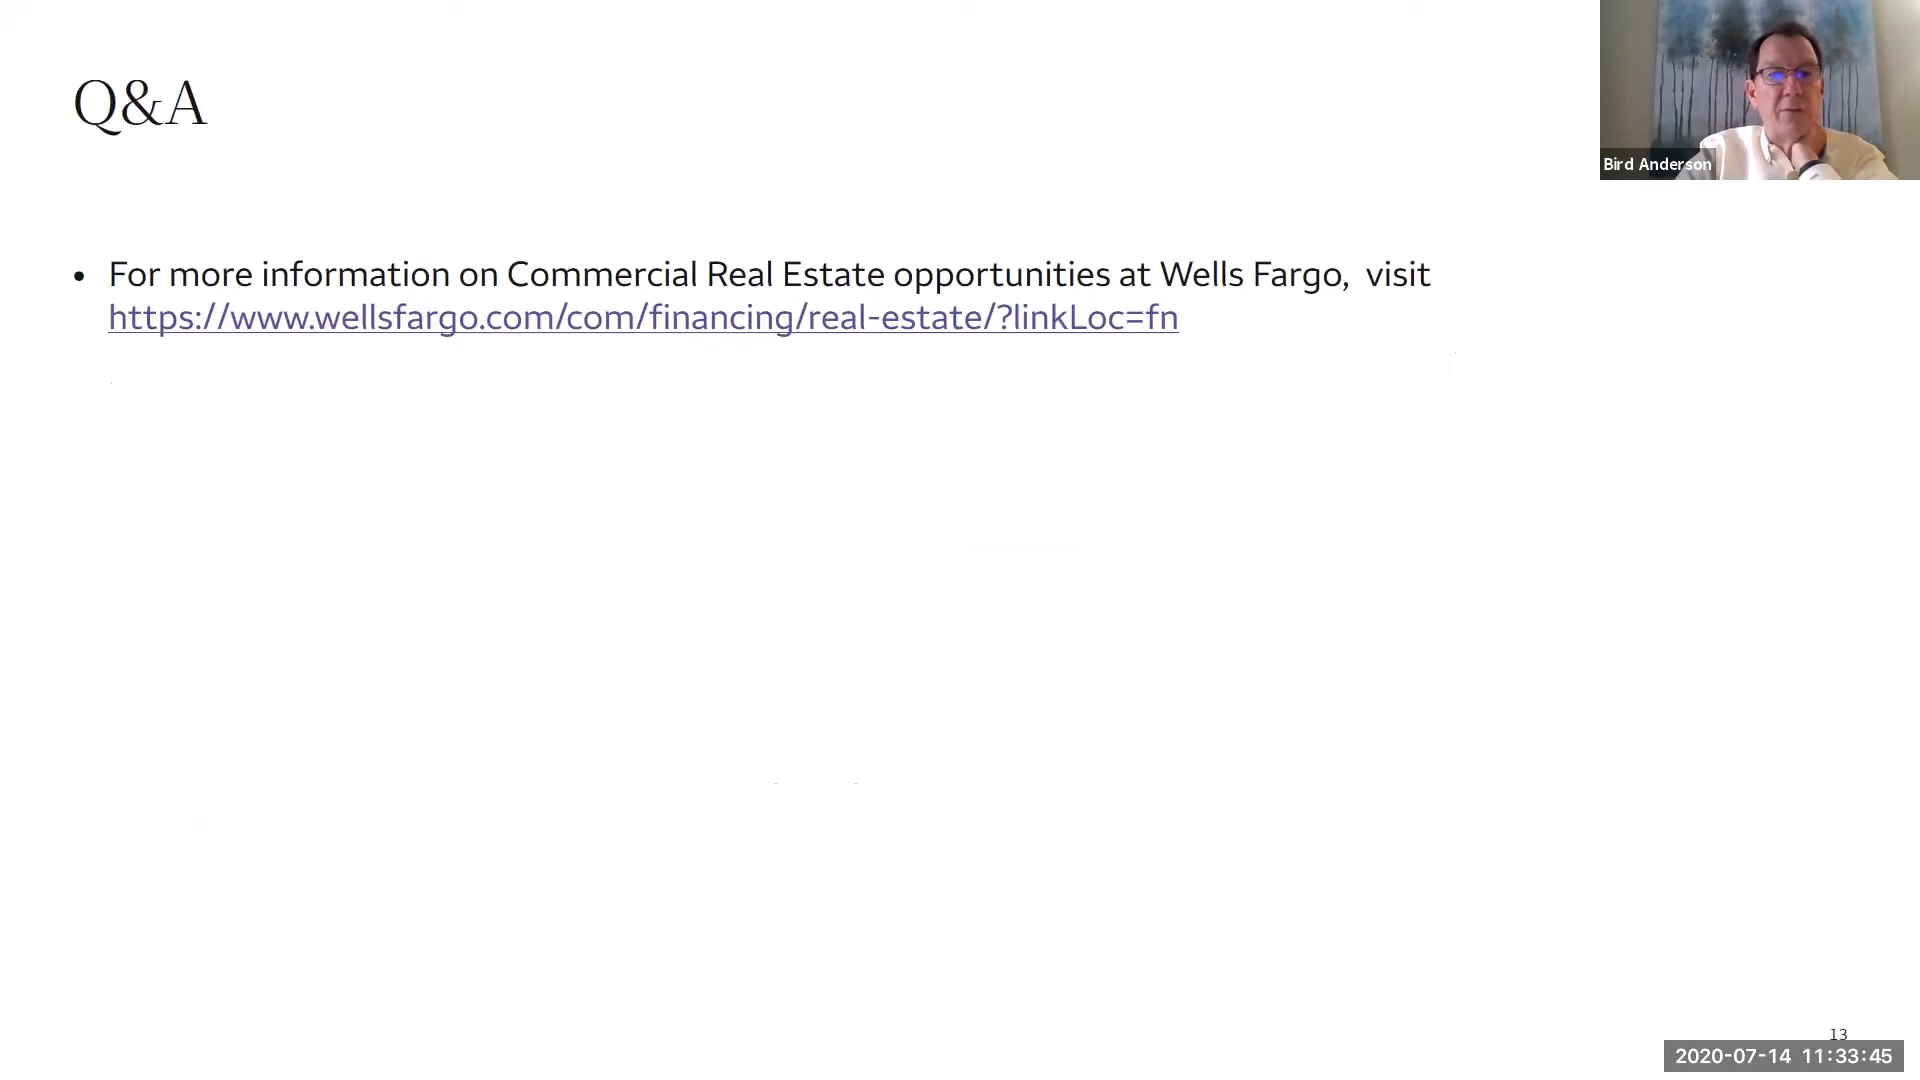 Q&A
Bird Anderson
• For more information on Commercial Real Estate opportunities at Wells Fargo,  visit
https://www.wellsfargo.com/com/financing/real-estate/?linkLoc=fn
13
2020-07-14 11:33:45